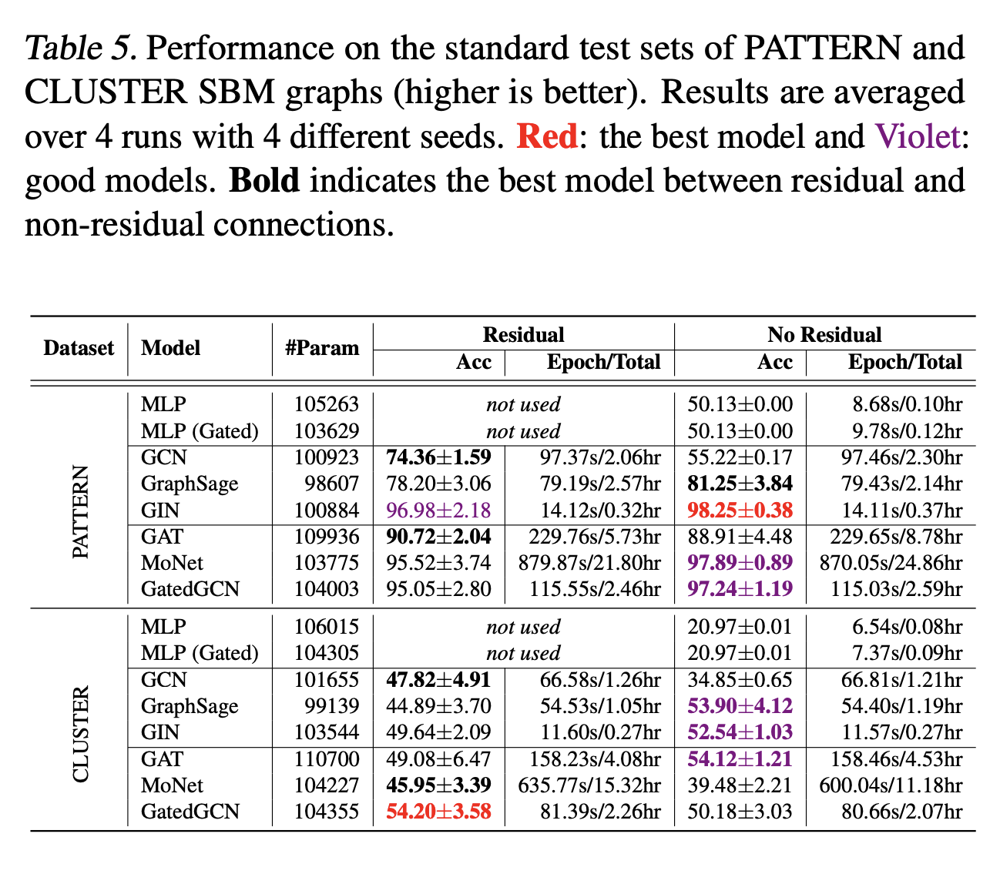 Table 5. Performance on the standard test sets of PATTERN and
CLUSTER SBM graphs (higher is better). Results are averaged
over 4 runs with 4 different seeds. Red: the best model and Violet:
good models. Bold indicates the best model between residual and
non-residual connections.
Dataset Model #Param Residual No Residual
Acc Epoch/Total Acc Epoch/Total
PATTERN
MLP 105263 not used 50.13±0.00 8.68s/0.10hr
MLP (Gated) 103629 not used 50.13±0.00 9.78s/0.12hr
GCN 100923 74.36±1.59 97.37s/2.06hr 55.22±0.17 97.46s/2.30hr
GraphSage 98607 78.20±3.06 79.19s/2.57hr 81.25±3.84 79.43s/2.14hr
GIN 100884 96.98±2.18 14.12s/0.32hr 98.25±0.38 14.11s/0.37hr
GAT 109936 90.72±2.04 229.76s/5.73hr 88.91±4.48 229.65s/8.78hr
MoNet 103775 95.52±3.74 879.87s/21.80hr 97.89±0.89 870.05s/24.86hr
GatedGCN 104003 95.05±2.80 115.55s/2.46hr 97.24±1.19 115.03s/2.59hr
CLUSTER
MLP 106015 not used 20.97±0.01 6.54s/0.08hr
MLP (Gated) 104305 not used 20.97±0.01 7.37s/0.09hr
GCN 101655 47.82±4.91 66.58s/1.26hr 34.85±0.65 66.81s/1.21hr
GraphSage 99139 44.89±3.70 54.53s/1.05hr 53.90±4.12 54.40s/1.19hr
GIN 103544 49.64±2.09 11.60s/0.27hr 52.54±1.03 11.57s/0.27hr
GAT 110700 49.08±6.47 158.23s/4.08hr 54.12±1.21 158.46s/4.53hr
MoNet 104227 45.95±3.39 635.77s/15.32hr 39.48±2.21 600.04s/11.18hr
GatedGCN 104355 54.20±3.58 81.39s/2.26hr 50.18±3.03 80.66s/2.07hr